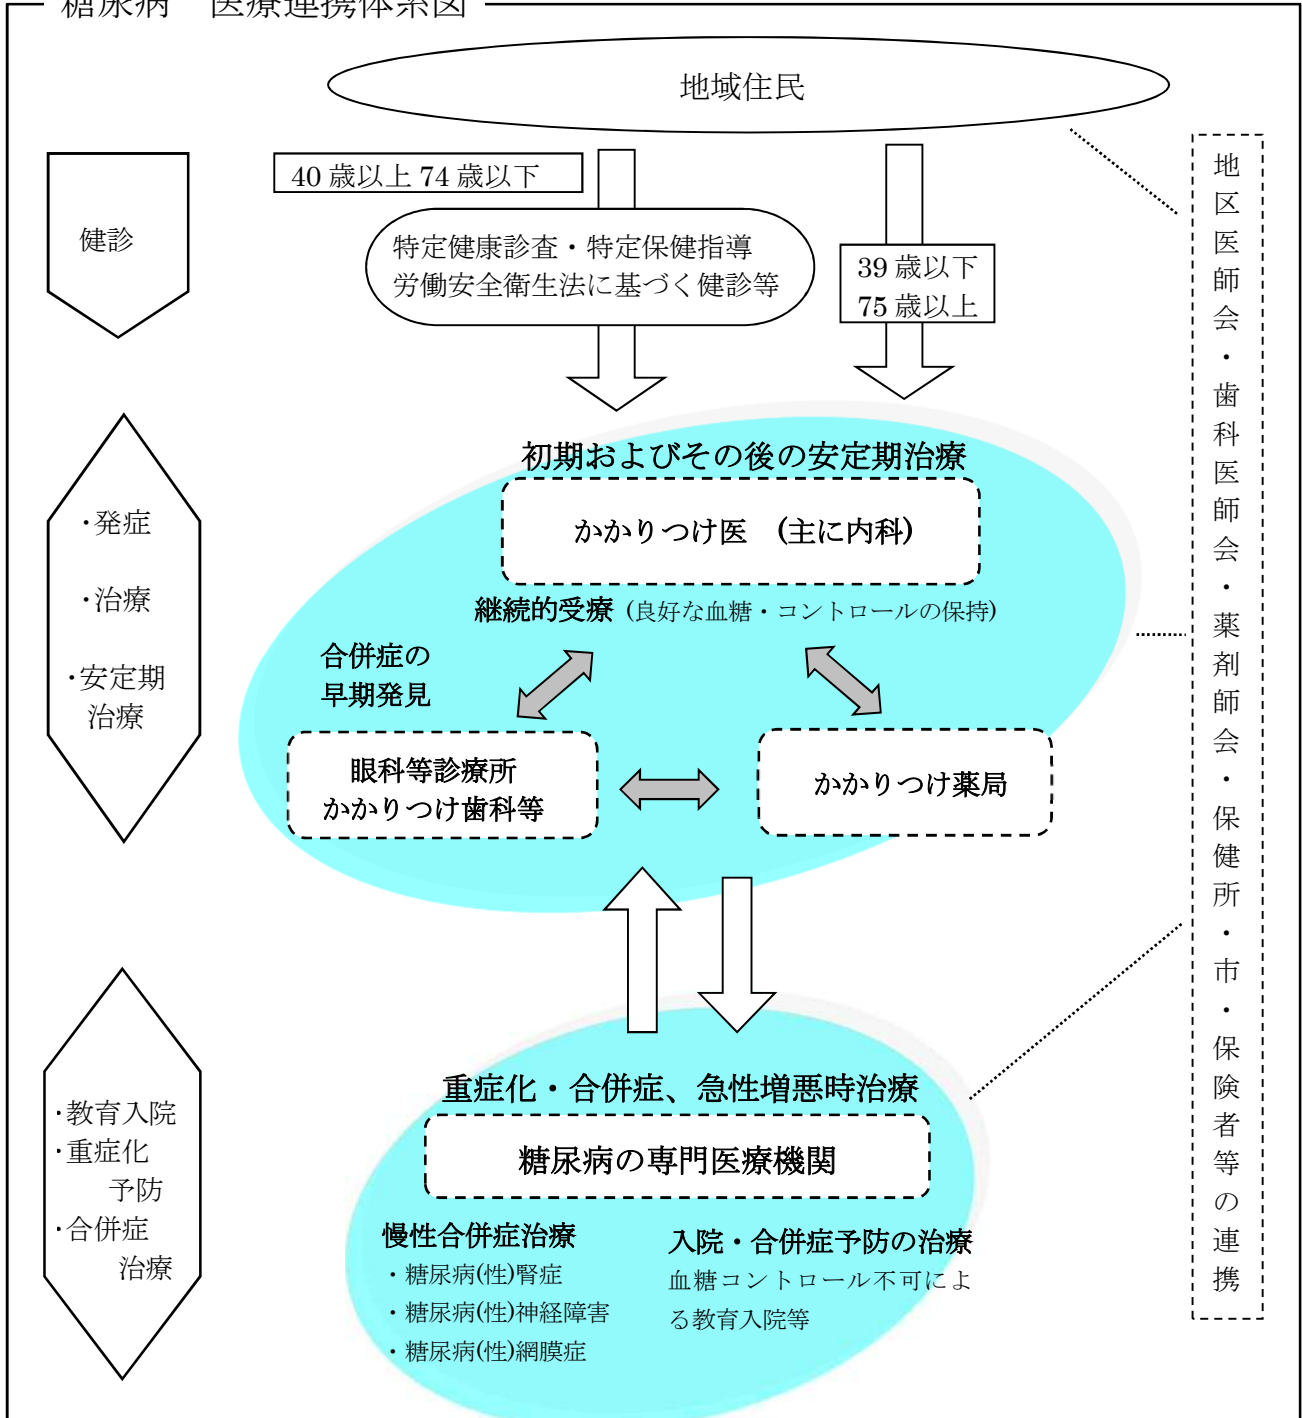 糖尿病 医療連携体系図
地域住民
40歳以上74歳以下
健診
特定健康診査・特定保健指導
労働安全衛生法に基づく健診等
39歳以下
75歳以上
初期およびその後の安定期治療
かかりつけ医 (主に内科)
継続的受療 (良好な血糖・コントロールの保持)
・発症
・治療
・安定期
治療
合併症の
早期発見
眼科等診療所
かかりつけ歯科等
かかりつけ薬局
重症化・合併症、急性増悪時治療
糖尿病の専門医療機関
・教育入院
・重症化
予防
・合併症
治療
慢性合併症治療
・糖尿病(性)腎症
・糖尿病(性)神経障害
・糖尿病(性)網膜症
入院・合併症予防の治療
血糖コントロール不可によ
る教育入院等
地区医師会・歯科医師会・薬剤師会・保健所・市・保険者等の連携